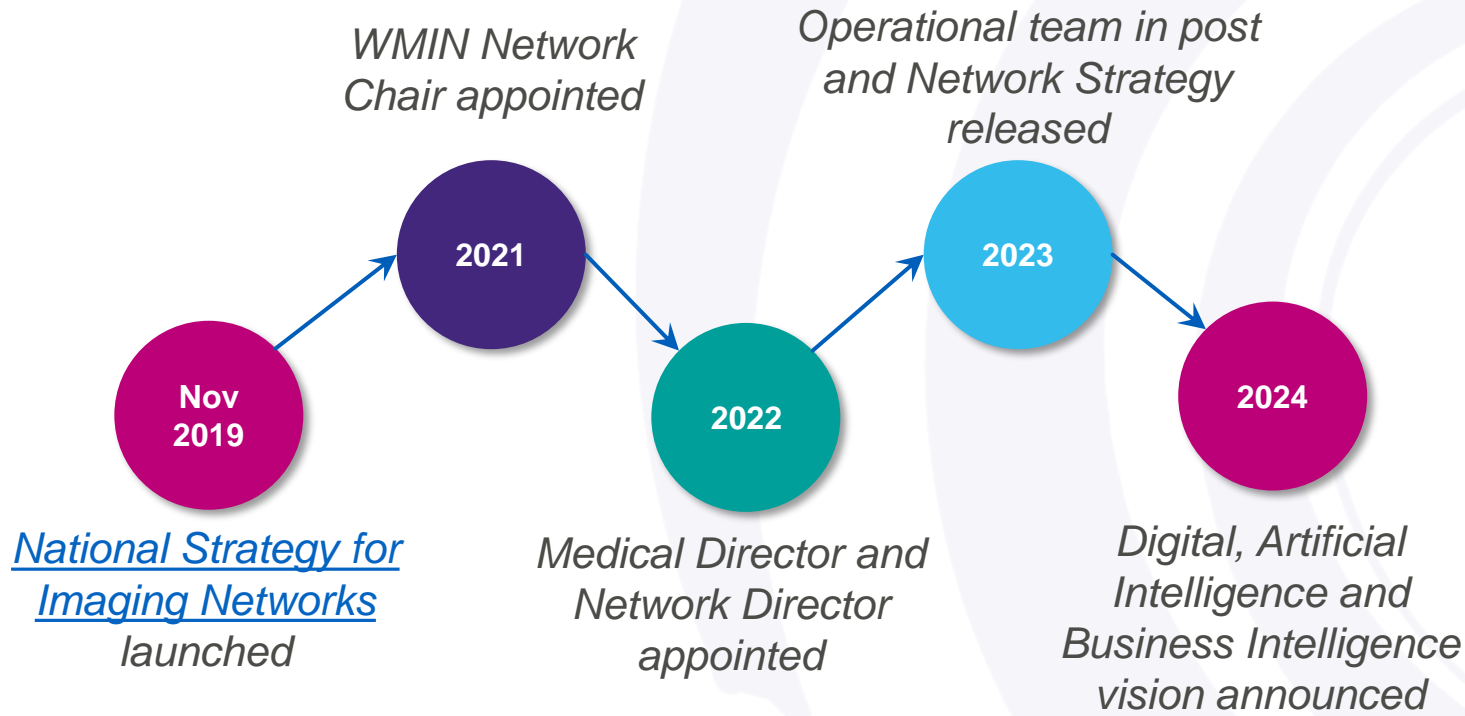 Nov
2019
National Strategy for
Imaging Networks
launched
WMIN Network
Chair appointed
2021
2022
Medical Director and
Network Director
appointed
Operational team in post
and Network Strategy
released
2023
2024
Digital, Artificial
Intelligence and
Business Intelligence
vision announced